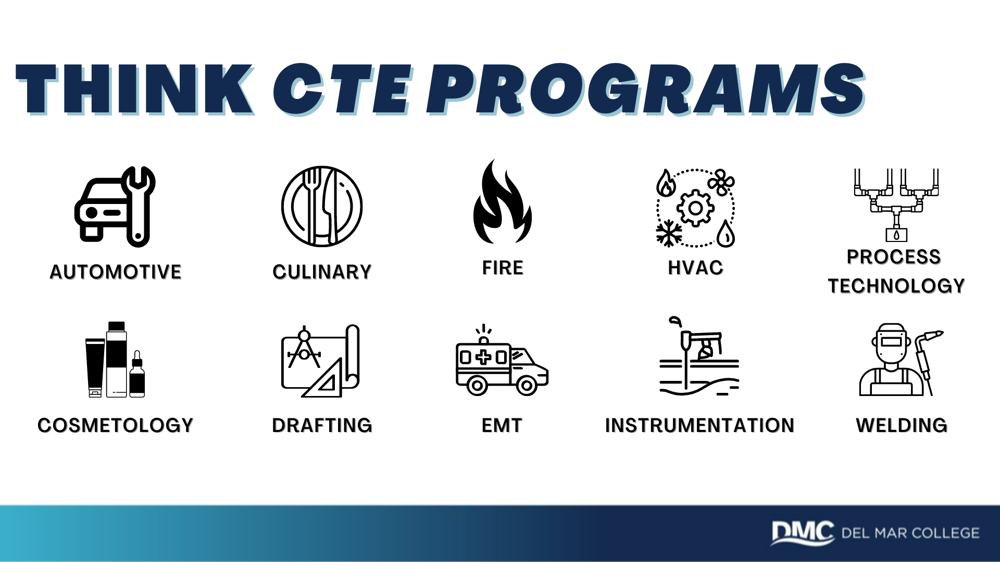 THINK CTE PROGRAMS
AUTOMOTIVE
CULINARY
FIRE
HVAC
PROCESS
TECHNOLOGY
COSMETOLOGY
DRAFTING
EMT
INSTRUMENTATION
WELDING
DMC DEL MAR COLLEGE